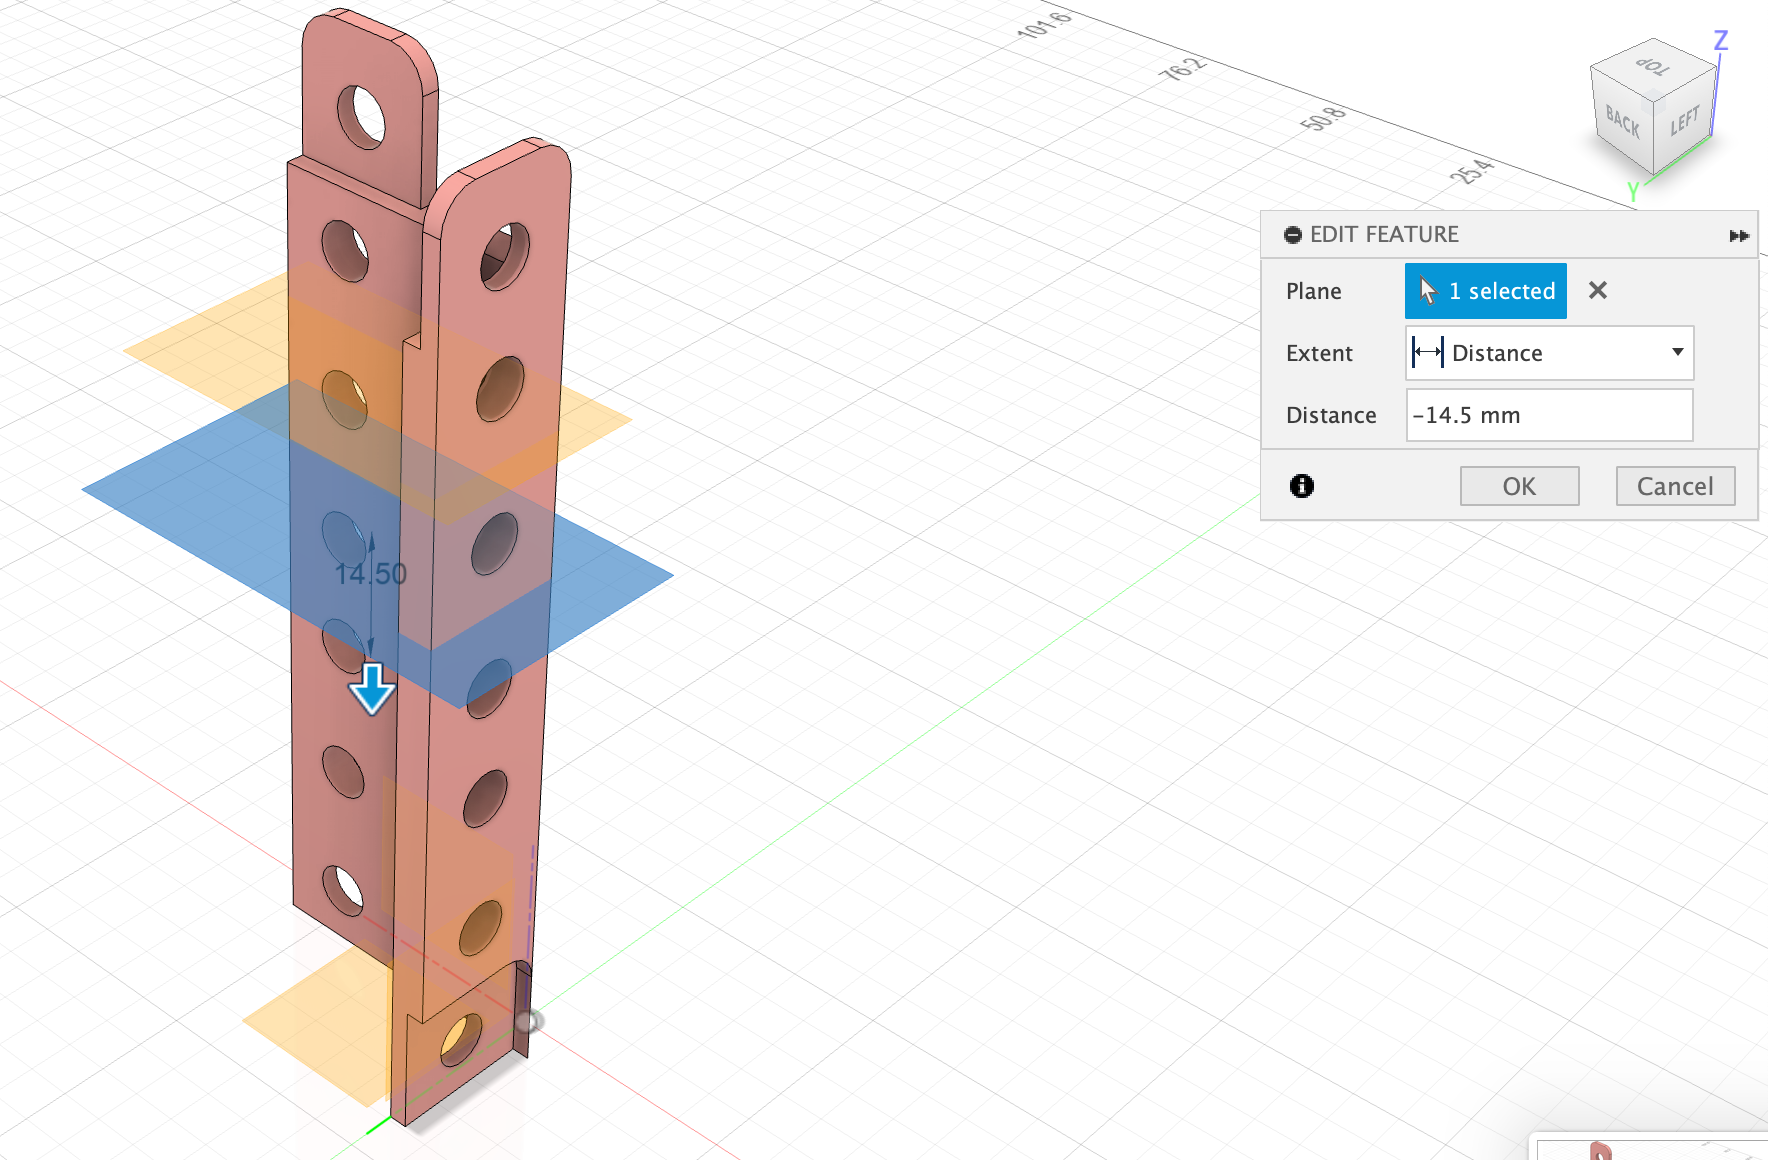 101.6
76.2
50.8
25.4
Z
TOP
BACK
LEFT
Y
EDIT FEATURE
Plane
1 selected
Extent
Distance
Distance
-14.5 mm
OK
Cancel
14.50